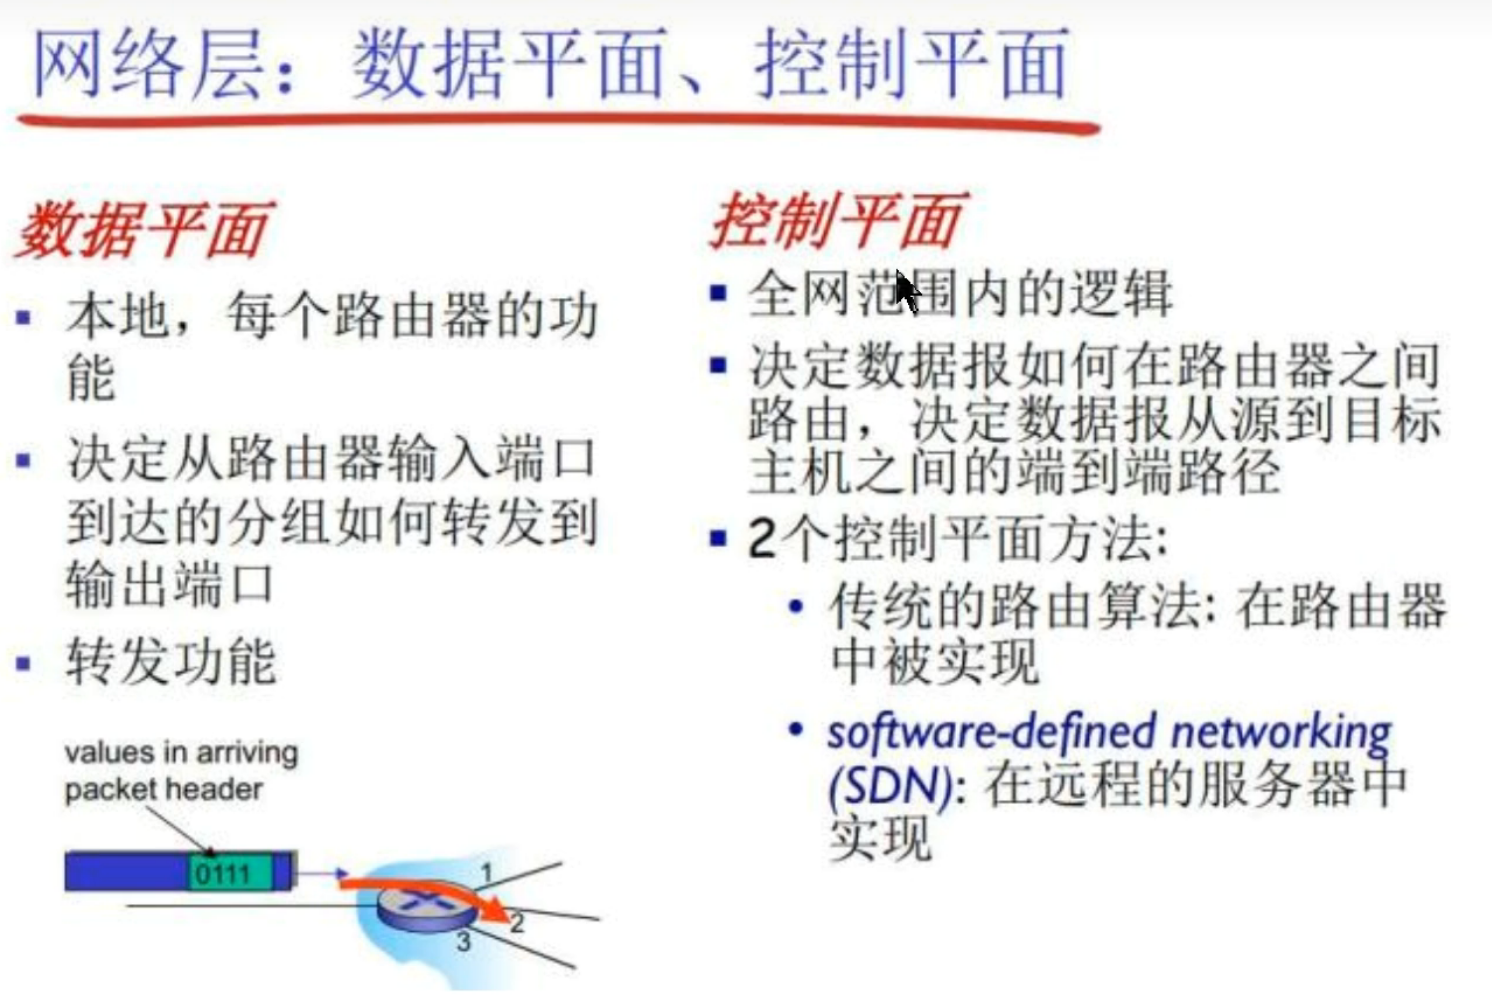 网络层：数据平面、控制平面
数据平面
本地，每个路由器的功
能
决定从路由器输入端口
到达的分组如何转发到
输出端口
转发功能
values in arriving
packet header
0111
1
2
3
控制平面
全网范围内的逻辑
决定数据报如何在路由器之间
路由，决定数据报从源到目标
主机之间的端到端路径
2个控制平面方法:
传统的路由算法: 在路由器
中被实现
software-defined networking
(SDN): 在远程的服务器中
实现